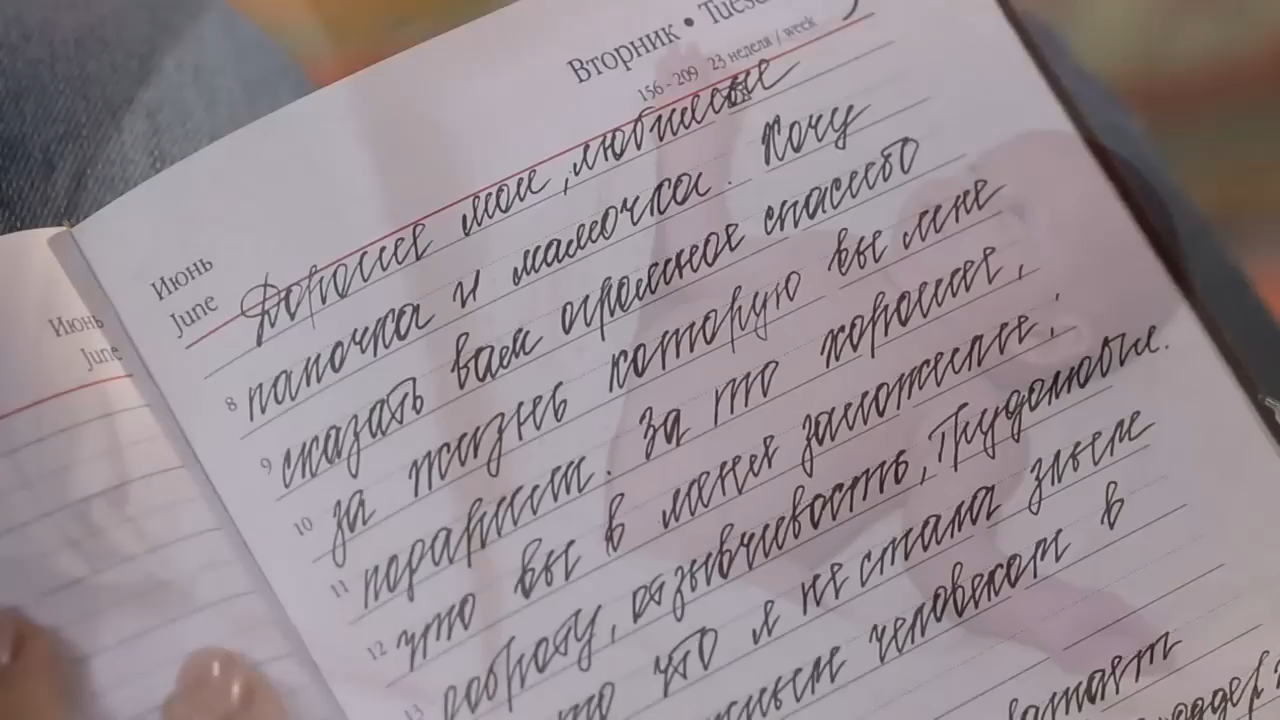 Вторник • Tues
156 - 209 23 неделя / week
Июнь
June
Июнь
June
Дорогие мои, любимые
8 папочка и мамочка. Хочу
9 сказать вам огромное спасибо
10 за жизнь которую вы мне
11 подарили. За то хорошее,
12 что вы в меня заложили:
13 доброту, отзывчивость, трудолюбие.
что я не стала злым
человеком в